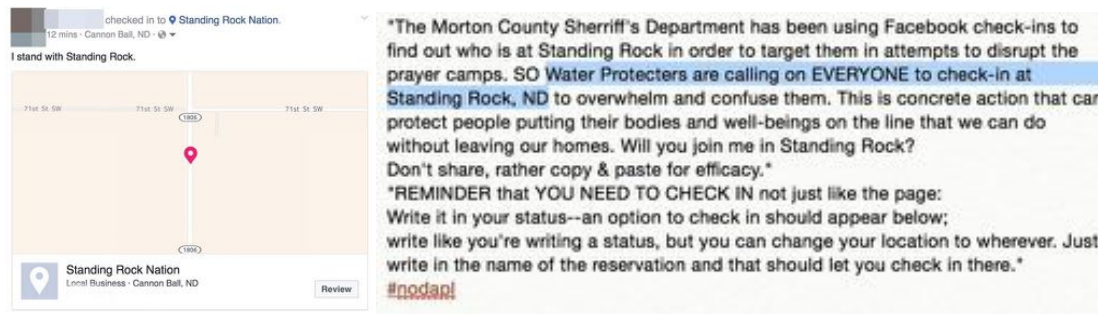 checked in to Standing Rock Nation.
12 mins · Cannon Ball, ND ·
I stand with Standing Rock.
71st St SW 71st St SW 71st St SW
1806
1806
Standing Rock Nation
Local Business · Cannon Ball, ND
Review
"The Morton County Sherriff's Department has been using Facebook check-ins to
find out who is at Standing Rock in order to target them in attempts to disrupt the
prayer camps. SO Water Protecters are calling on EVERYONE to check-in at
Standing Rock, ND to overwhelm and confuse them. This is concrete action that can
protect people putting their bodies and well-beings on the line that we can do
without leaving our homes. Will you join me in Standing Rock?
Don't share, rather copy & paste for efficacy."
"REMINDER that YOU NEED TO CHECK IN not just like the page:
Write it in your status--an option to check in should appear below;
write like you're writing a status, but you can change your location to wherever. Just
write in the name of the reservation and that should let you check in there."
#nodapl